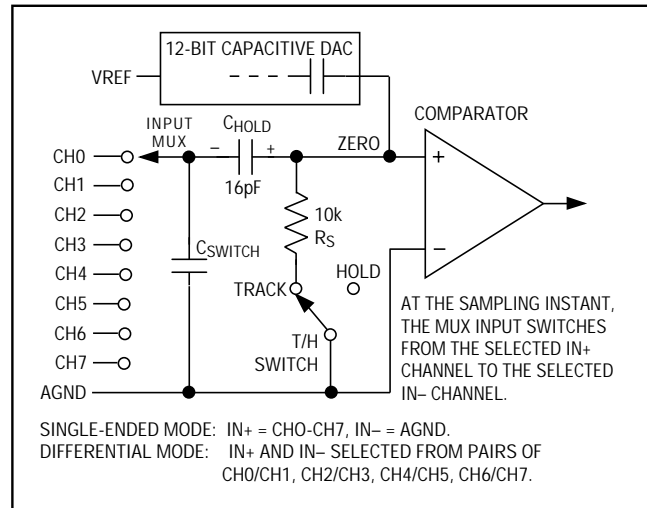 12-BIT CAPACITIVE DAC
VREF
COMPARATOR
INPUT
MUX
– CHOLD +
ZERO
16pF
CH0
CH1
CH2
CH3
CH4
CH5
CH6
CH7
AGND
CSWITCH
10k
RS
TRACK
HOLD
T/H
SWITCH
+
–
AT THE SAMPLING INSTANT,
THE MUX INPUT SWITCHES
FROM THE SELECTED IN+
CHANNEL TO THE SELECTED
IN– CHANNEL.
SINGLE-ENDED MODE: IN+ = CHO-CH7, IN– = AGND.
DIFFERENTIAL MODE: IN+ AND IN– SELECTED FROM PAIRS OF
CH0/CH1, CH2/CH3, CH4/CH5, CH6/CH7.